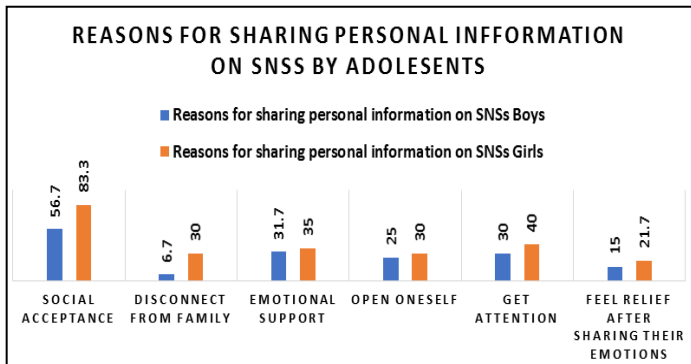 REASONS FOR SHARING PERSONAL INFFORMATION
ON SNSS BY ADOLESENTS
Reasons for sharing personal information on SNSs Boys
Reasons for sharing personal information on SNSs Girls
56.7
83.3
6.7
30
31.7
35
25
30
30
40
15
21.7
SOCIAL
ACCEPTANCE
DISCONNECT
FROM FAMILY
EMOTIONAL
SUPPORT
OPEN ONESELF
GET
ATTENTION
FEEL RELIEF
AFTER
SHARING THEIR
EMOTIONS